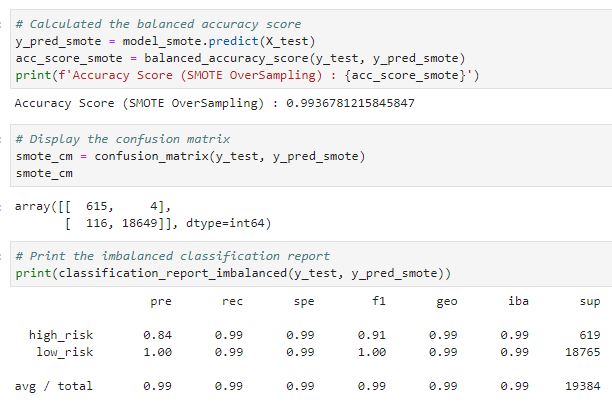 # Calculated the balanced accuracy score
y_pred_smote = model_smote.predict(X_test)
acc_score_smote = balanced_accuracy_score(y_test, y_pred_smote)
print(f'Accuracy Score (SMOTE OverSampling) : {acc_score_smote}')
Accuracy Score (SMOTE OverSampling) : 0.9936781215845847
# Display the confusion matrix
smote_cm = confusion_matrix(y_test, y_pred_smote)
smote_cm
array([[  615,     4],
       [  116, 18649]], dtype=int64)
# Print the imbalanced classification report
print(classification_report_imbalanced(y_test, y_pred_smote))
pre rec spe f1 geo iba sup
high_risk 0.84 0.99 0.99 0.91 0.99 0.99 619
low_risk 1.00 0.99 0.99 1.00 0.99 0.99 18765
avg / total 0.99 0.99 0.99 0.99 0.99 0.99 19384